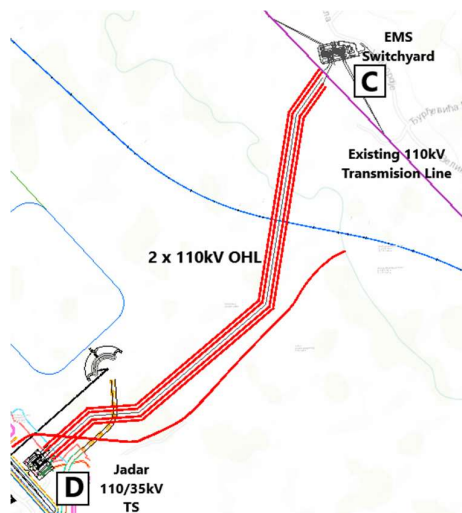 EMS
Switchyard
C
Existing 110kV
Transmision Line
2 x 110kV OHL
Jadar
110/35kV
TS
D